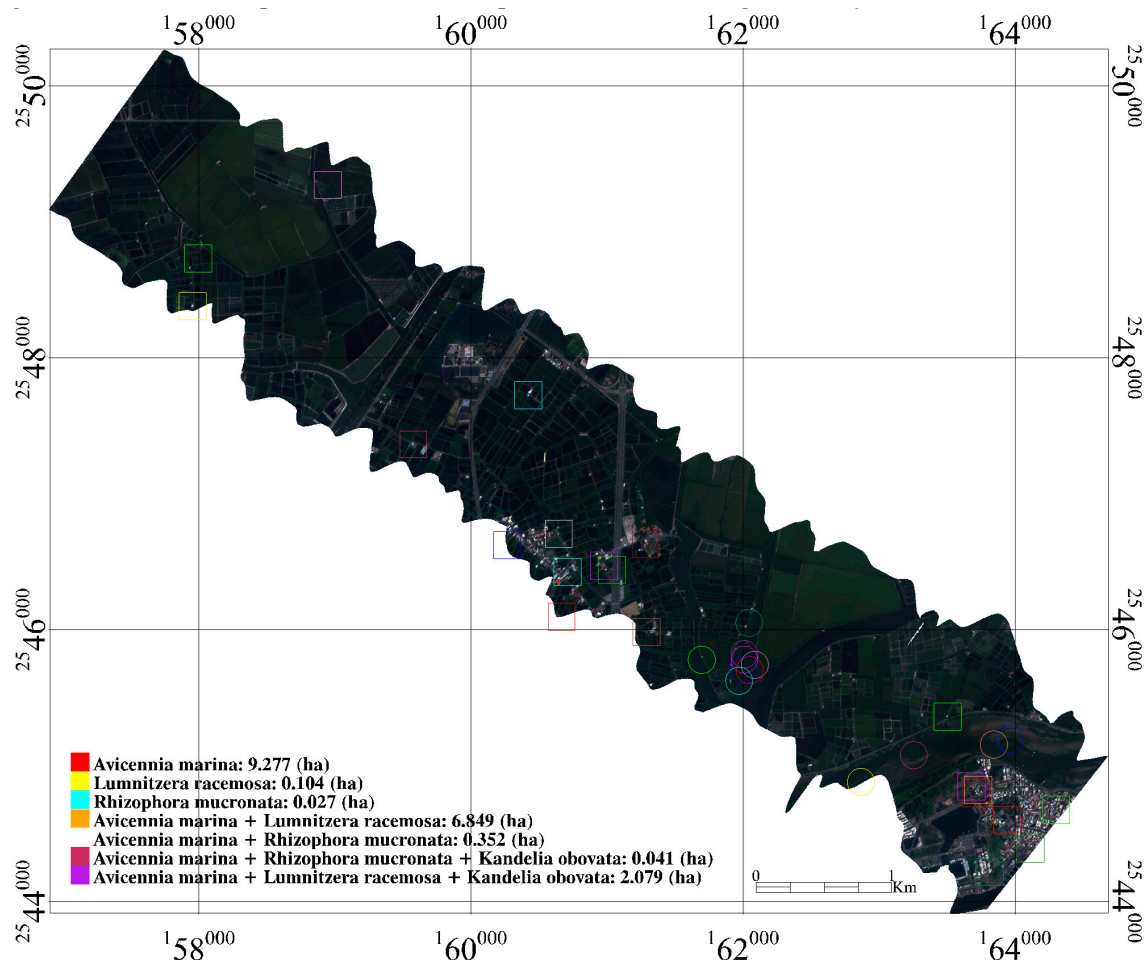 158000 160000 162000 164000
2550000 2550000
2548000 2548000
2546000 2546000
Avicennia marina: 9.277 (ha)
Lumnitzera racemosa: 0.104 (ha)
Rhizophora mucronata: 0.027 (ha)
Avicennia marina + Lumnitzera racemosa: 6.849 (ha)
Avicennia marina + Rhizophora mucronata: 0.352 (ha)
Avicennia marina + Rhizophora mucronata + Kandelia obovata: 0.041 (ha)
Avicennia marina + Lumnitzera racemosa + Kandelia obovata: 2.079 (ha)
0 1
Km
2544000 2544000
158000 160000 162000 164000